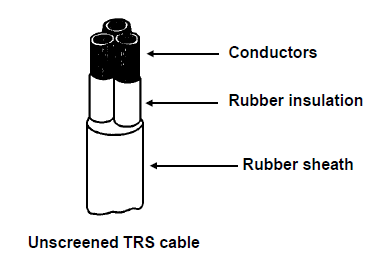 Conductors
Rubber insulation
Rubber sheath
Unscreened TRS cable